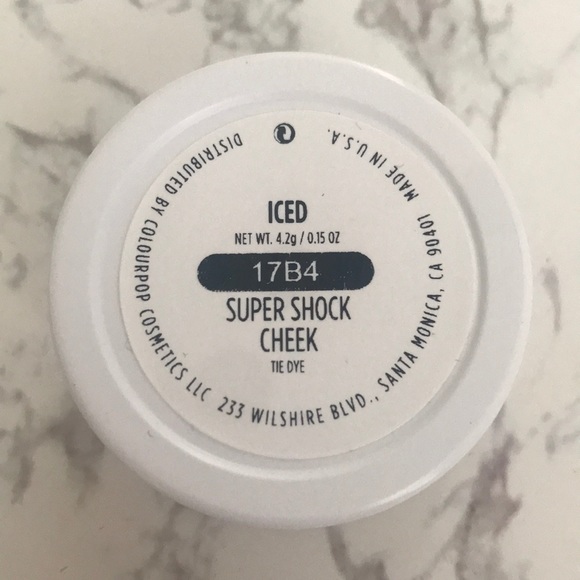 ICED
NET WT. 4.2g / 0.15 OZ
17B4
SUPER SHOCK
CHEEK
TIE DYE
DISTRIBUTED BY COLOURPOP COSMETICS LLC 233 WILSHIRE BLVD., SANTA MONICA, CA 90401 MADE IN U.S.A.